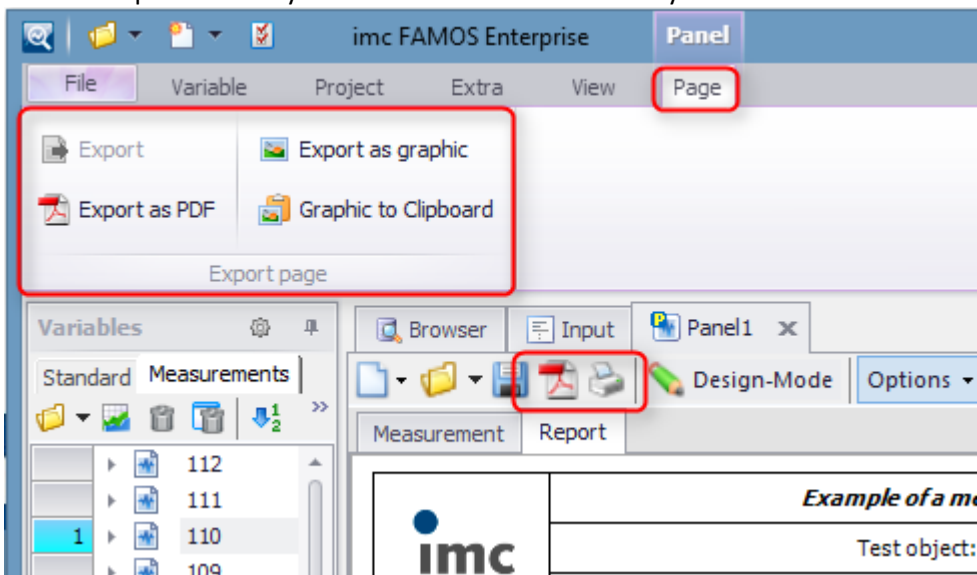 imc FAMOS Enterprise Panel
File Variable Project Extra View Page
Export Export as graphic
Export as PDF Graphic to Clipboard
Export page
Variables Browser Input Panel1
Standard Measurements Design-Mode Options
Measurement Report
112
111
Example of a me
1 110
imc Test object:
109